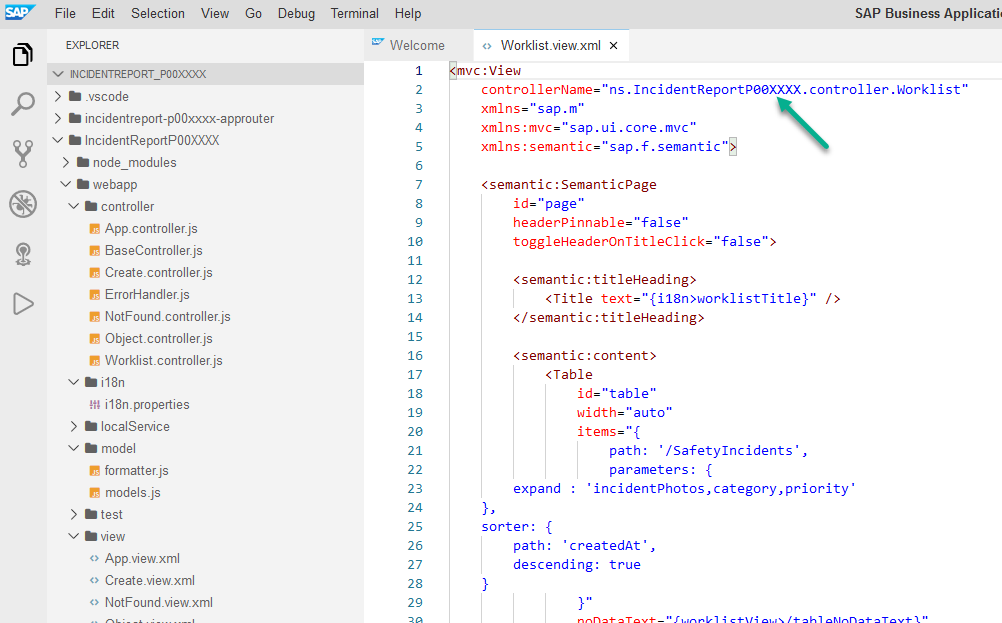 SAP File Edit Selection View Go Debug Terminal Help SAP Business Applicatio
EXPLORER
INCIDENTREPORT_P00XXXX
.vscode
incidentreport-p00xxxx-approuter
IncidentReportP00XXXX
node_modules
webapp
controller
App.controller.js
BaseController.js
Create.controller.js
ErrorHandler.js
NotFound.controller.js
Object.controller.js
Worklist.controller.js
i18n
i18n.properties
localService
model
formatter.js
models.js
test
view
App.view.xml
Create.view.xml
NotFound.view.xml
Object.view.xml
Welcome Worklist.view.xml ×
1 <mvc:View
2 controllerName="ns.IncidentReportP00XXXX.controller.Worklist"
3 xmlns="sap.m"
4 xmlns:mvc="sap.ui.core.mvc"
5 xmlns:semantic="sap.f.semantic">
6
7 <semantic:SemanticPage
8 id="page"
9 headerPinnable="false"
10 toggleHeaderOnTitleClick="false">
11
12 <semantic:titleHeading>
13 <Title text="{i18n>worklistTitle}" />
14 </semantic:titleHeading>
15
16 <semantic:content>
17 <Table
18 id="table"
19 width="auto"
20 items="{
21 path: '/SafetyIncidents',
22 parameters: {
23 expand : 'incidentPhotos,category,priority'
24 },
25 sorter: {
26 path: 'createdAt',
27 descending: true
28 }
29 }"
30 noDataText="{worklistView>/tableNoDataText}"